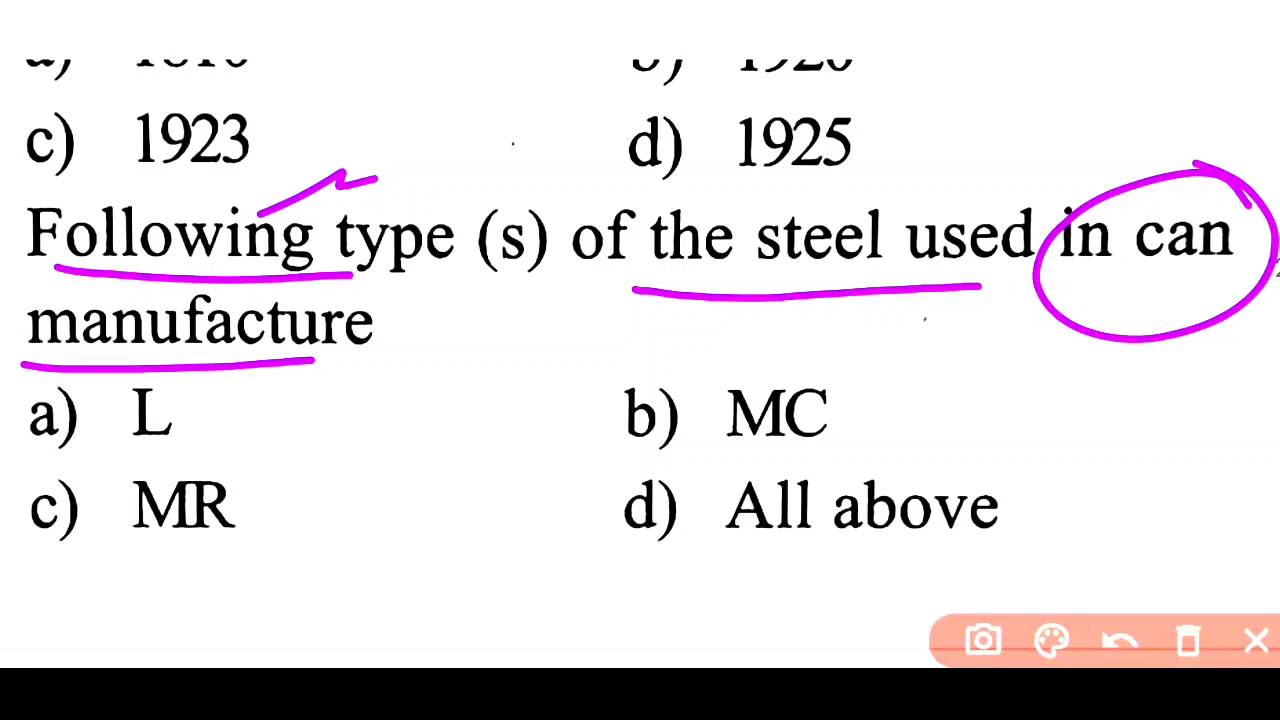 c) 1923 d) 1925
Following type (s) of the steel used in can
manufacture
a) L b) MC
c) MR d) All above